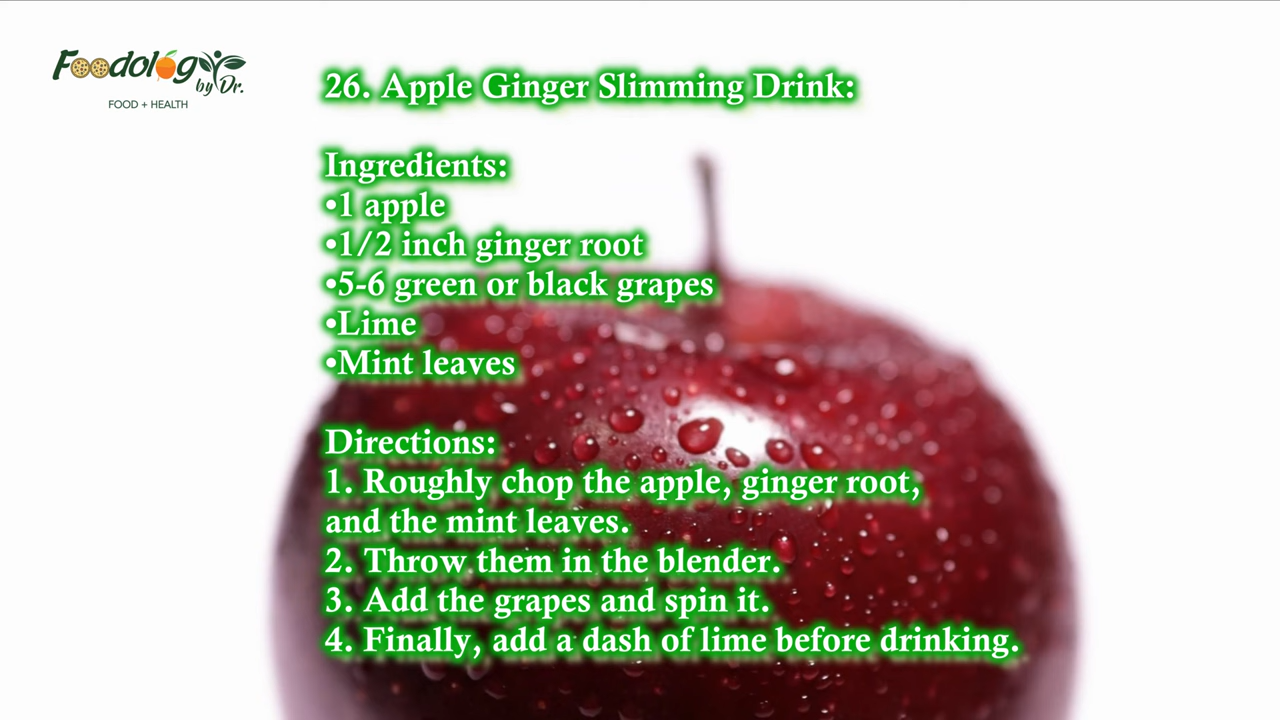 Foodology
by Dr.
FOOD + HEALTH
26. Apple Ginger Slimming Drink:
Ingredients:
•1 apple
•1/2 inch ginger root
•5-6 green or black grapes
•Lime
•Mint leaves
Directions:
1. Roughly chop the apple, ginger root,
and the mint leaves.
2. Throw them in the blender.
3. Add the grapes and spin it.
4. Finally, add a dash of lime before drinking.